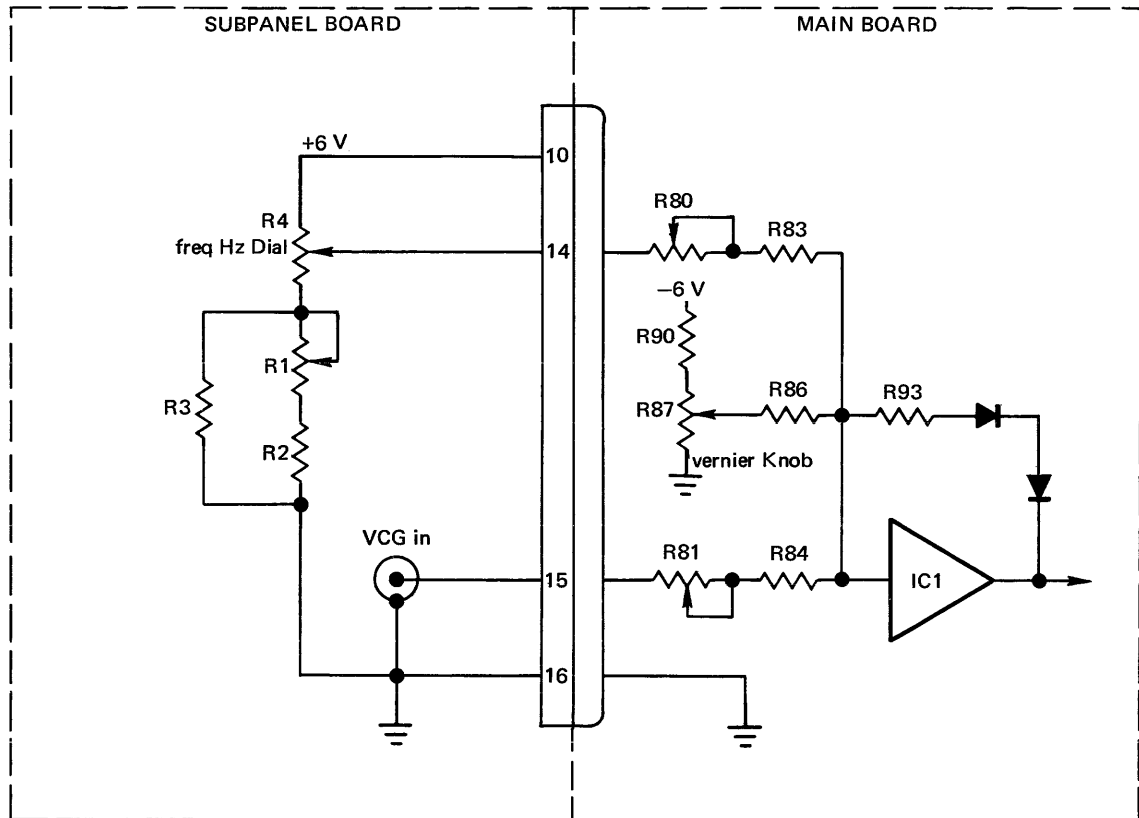 SUBPANEL BOARD
MAIN BOARD
+6 V
10
R4
freq Hz Dial
14
R80
R83
−6 V
R90
R1
R3
R87
R86
R93
R2
vernier Knob
VCG in
15
R81
R84
IC1
16